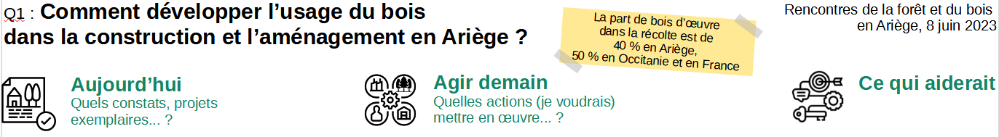 Q1 : Comment développer l’usage du bois
dans la construction et l’aménagement en Ariège ?
La part de bois d’œuvre
dans la récolte est de
40 % en Ariège,
50 % en Occitanie et en France
Rencontres de la forêt et du bois
en Ariège, 8 juin 2023
Aujourd’hui
Quels constats, projets
exemplaires... ?
Agir demain
Quelles actions (je voudrais)
mettre en œuvre... ?
Ce qui aiderait